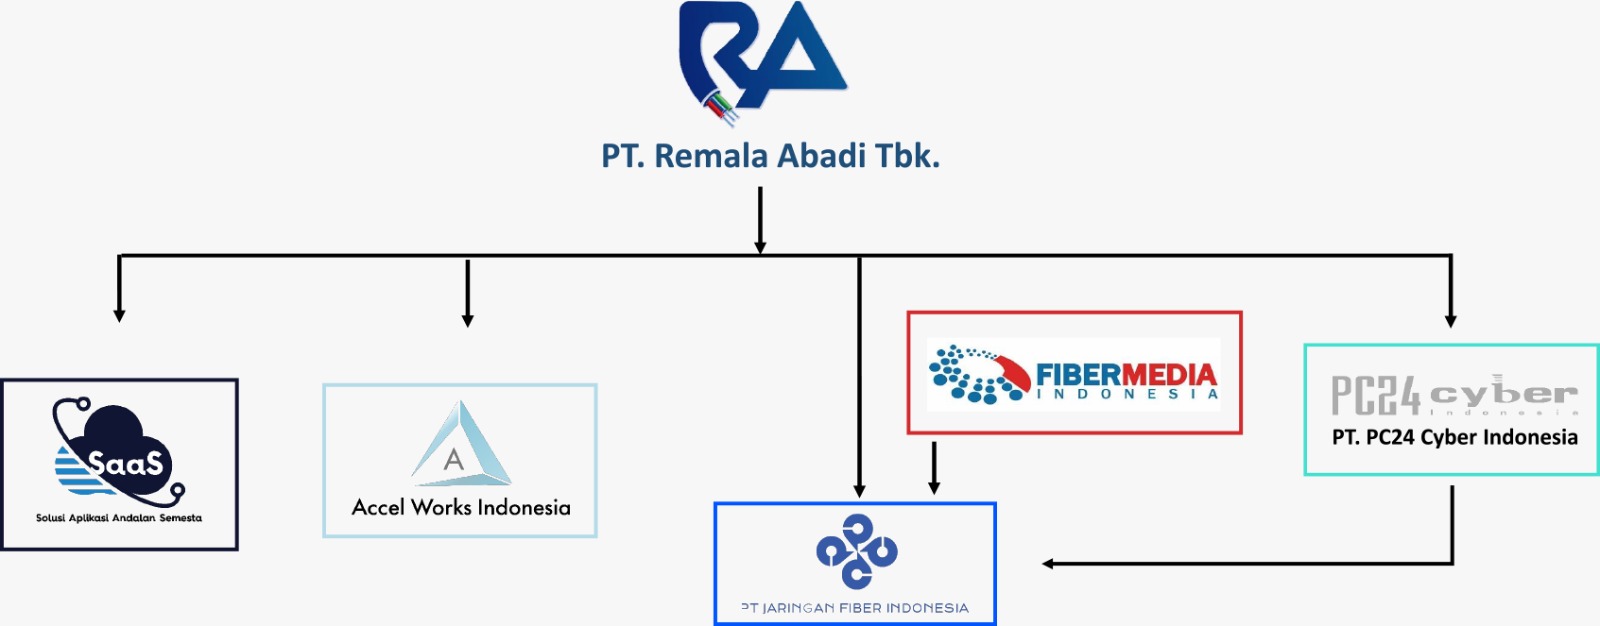 RA
PT. Remala Abadi Tbk.
SaaS
Solusi Aplikasi Andalan Semesta
A
Accel Works Indonesia
FIBERMEDIA
INDONESIA
PC24 cyber
Indonesia
PT. PC24 Cyber Indonesia
PT JARINGAN FIBER INDONESIA